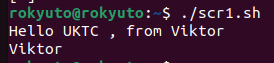 rokyuto@rokyuto:~$ ./scr1.sh
Hello UKTC , from Viktor
Viktor